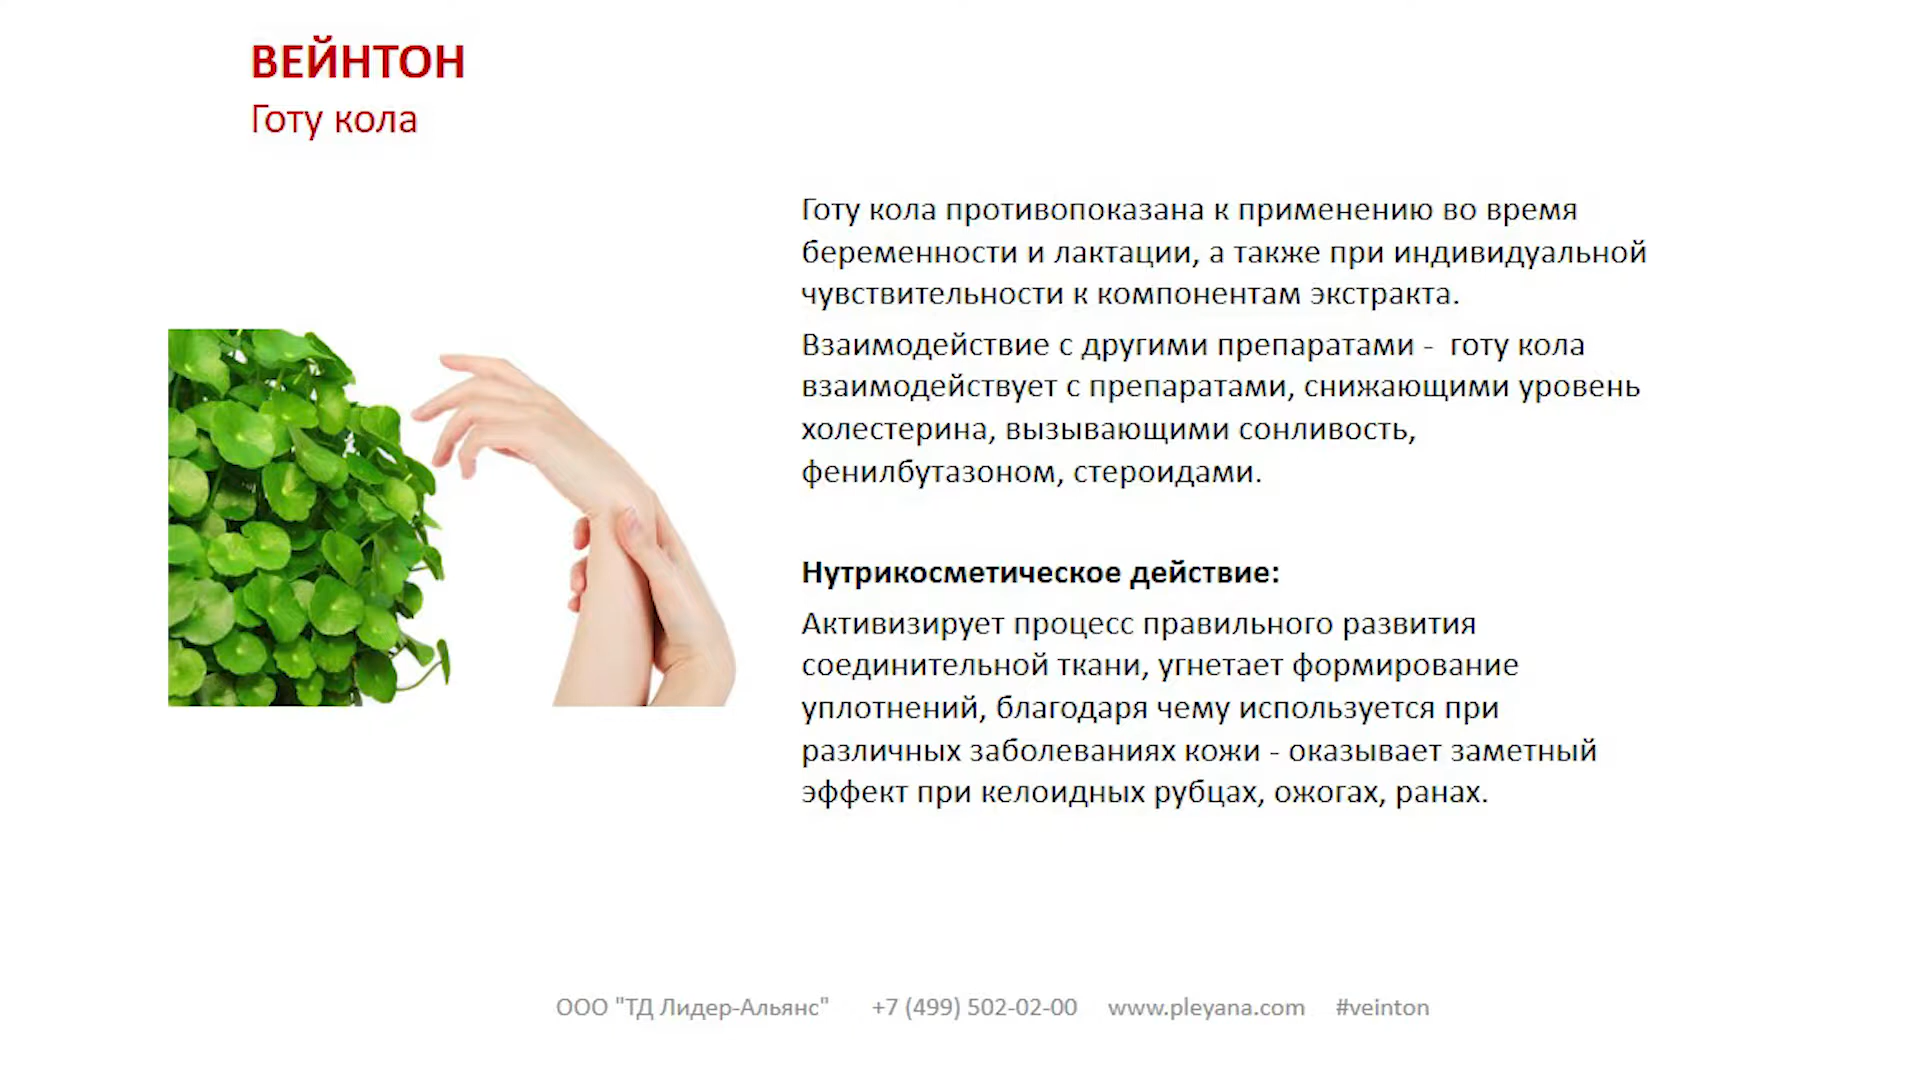 ВЕЙНТОН
Готу кола
Готу кола противопоказана к применению во время
беременности и лактации, а также при индивидуальной
чувствительности к компонентам экстракта.
Взаимодействие с другими препаратами -  готу кола
взаимодействует с препаратами, снижающими уровень
холестерина, вызывающими сонливость,
фенилбутазоном, стероидами.
Нутрикосметическое действие:
Активизирует процесс правильного развития
соединительной ткани, угнетает формирование
уплотнений, благодаря чему используется при
различных заболеваниях кожи - оказывает заметный
эффект при келоидных рубцах, ожогах, ранах.
ООО "ТД Лидер-Альянс" +7 (499) 502-02-00 www.pleyana.com #veinton